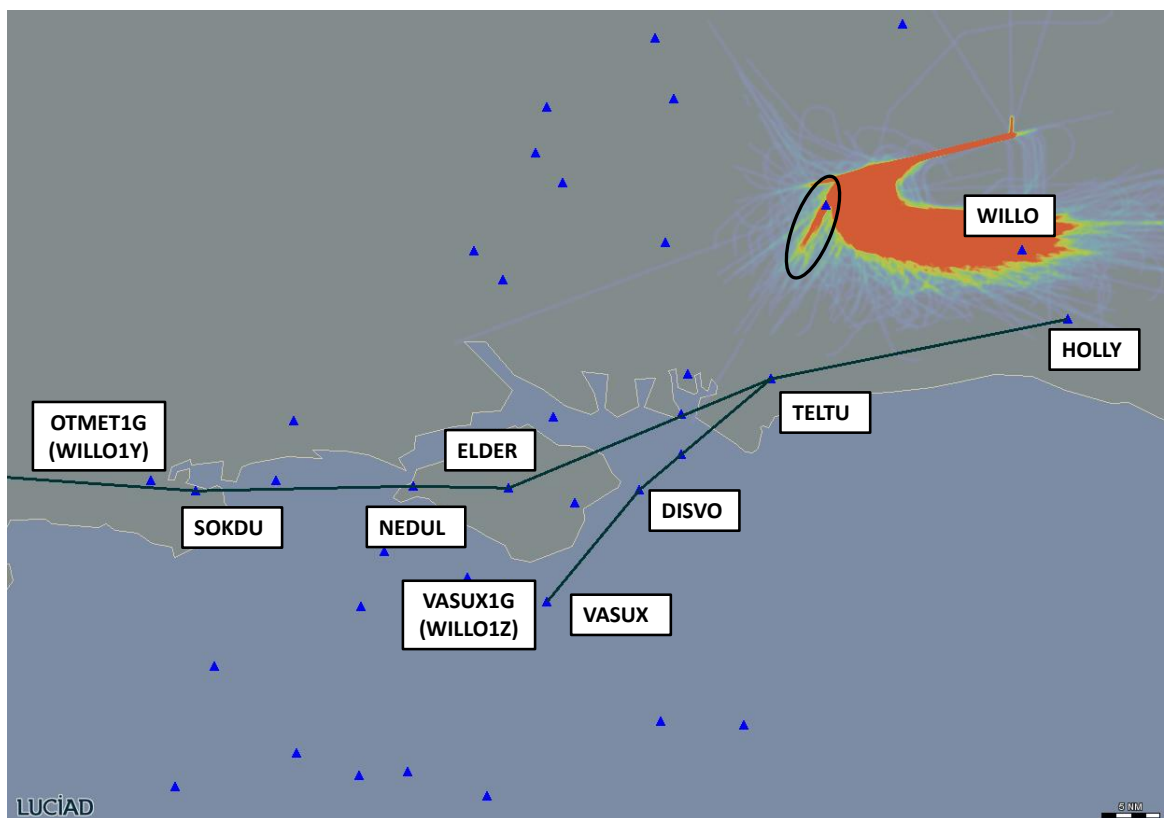 WILLO
HOLLY
TELTU
OTMET1G
(WILLO1Y)
ELDER
SOKDU
NEDUL
DISVO
VASUX1G
(WILLO1Z)
VASUX
LUCIAD
5 NM